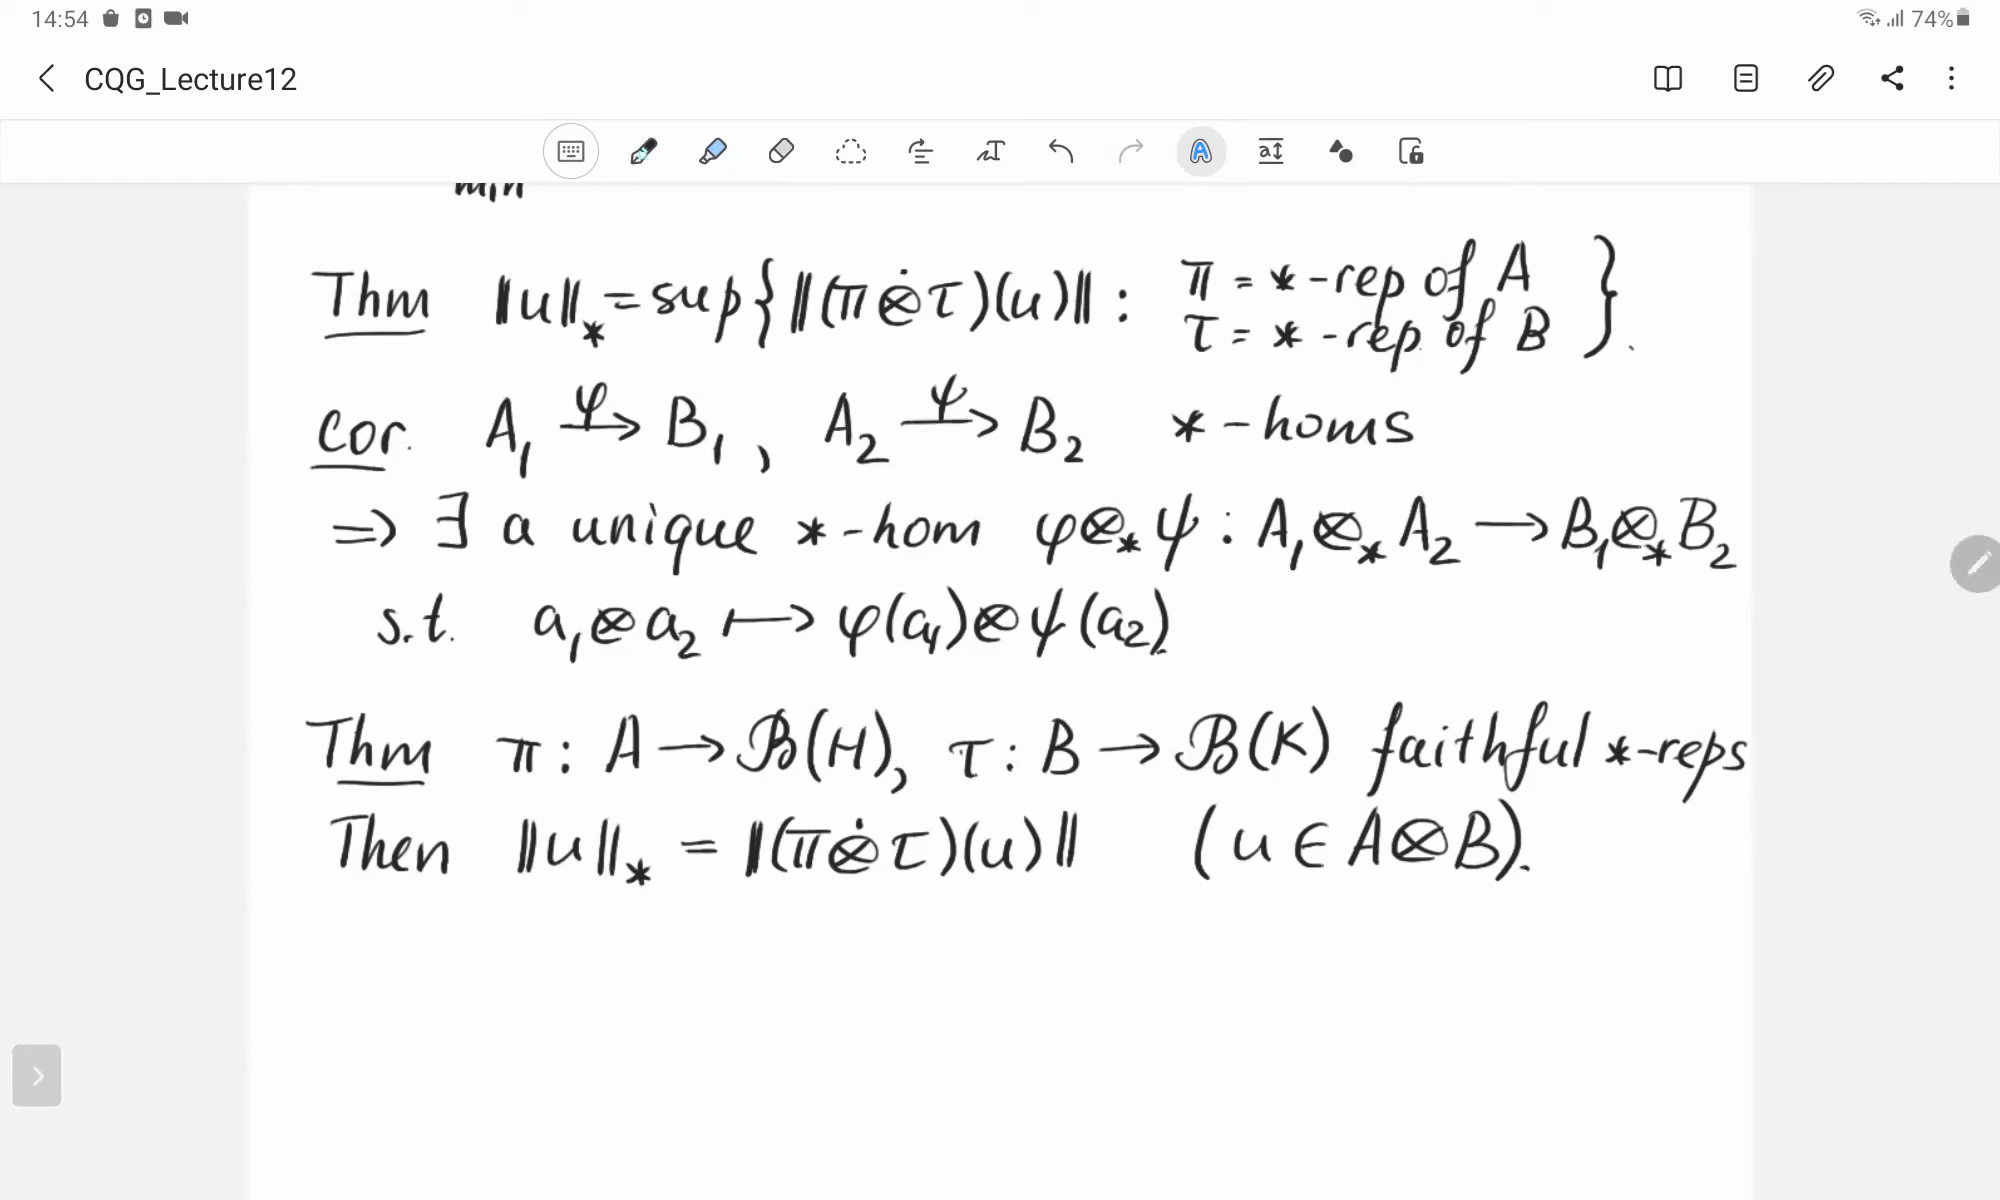 14:54 74%
CQG_Lecture12
min
Thm ‖u‖_* = sup{‖(π ⊗̇ τ)(u)‖ : π = *-rep of A
τ = *-rep. of B }.
Cor. A₁ –φ→ B₁, A₂ –ψ→ B₂ *-homs
⇒ ∃ a unique *-hom φ⊗_*ψ : A₁⊗_*A₂ → B₁⊗_*B₂
s.t. a₁⊗a₂ ↦ φ(a₁)⊗ψ(a₂).
Thm π: A → ℬ(H), τ: B → ℬ(K) faithful *-reps
Then ‖u‖_* = ‖(π ⊗̇ τ)(u)‖ (u ∈ A⊗B).